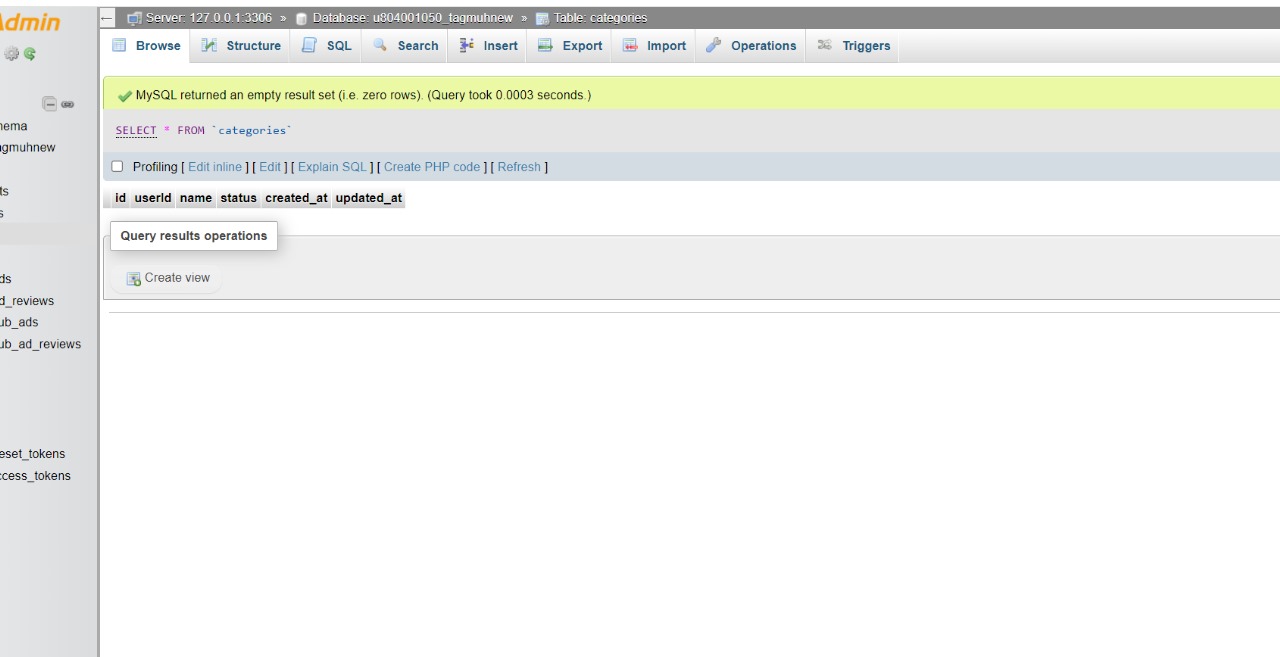 Admin
Server: 127.0.0.1:3306 » Database: u804001050_tagmuhnew » Table: categories
Browse Structure SQL Search Insert Export Import Operations Triggers
MySQL returned an empty result set (i.e. zero rows). (Query took 0.0003 seconds.)
SELECT * FROM `categories`
Profiling [ Edit inline ] [ Edit ] [ Explain SQL ] [ Create PHP code ] [ Refresh ]
id userId name status created_at updated_at
Query results operations
Create view
hema
agmuhnew
ts
s
ds
d_reviews
ub_ads
ub_ad_reviews
eset_tokens
ccess_tokens